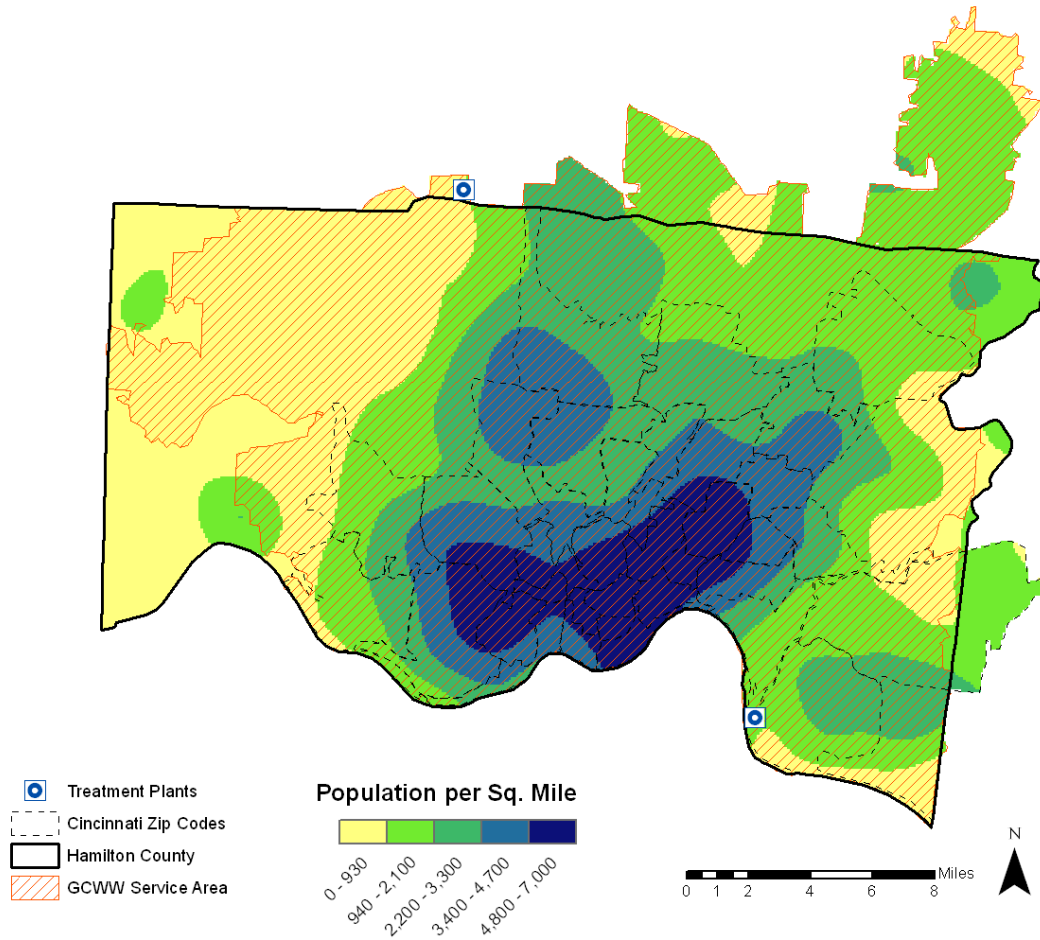 Treatment Plants
Cincinnati Zip Codes
Hamilton County
GCWW Service Area
Population per Sq. Mile
0 - 930
940 - 2,100
2,200 - 3,300
3,400 - 4,700
4,800 - 7,000
N
Miles
0 1 2 4 6 8